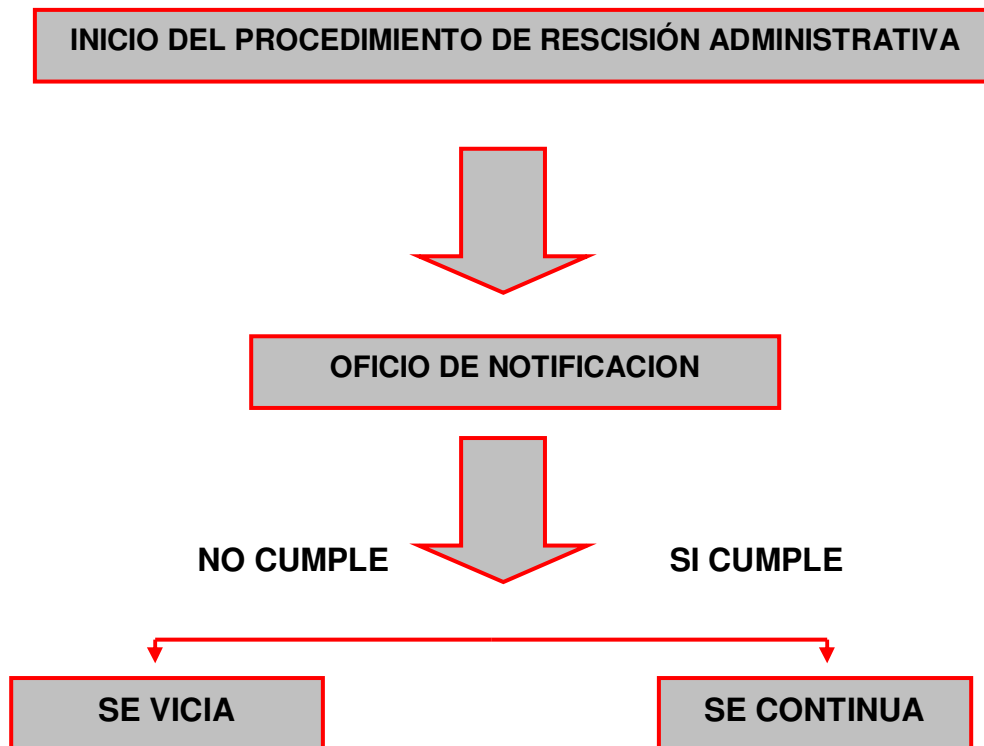 INICIO DEL PROCEDIMIENTO DE RESCISIÓN ADMINISTRATIVA
OFICIO DE NOTIFICACION
NO CUMPLE
SI CUMPLE
SE VICIA
SE CONTINUA